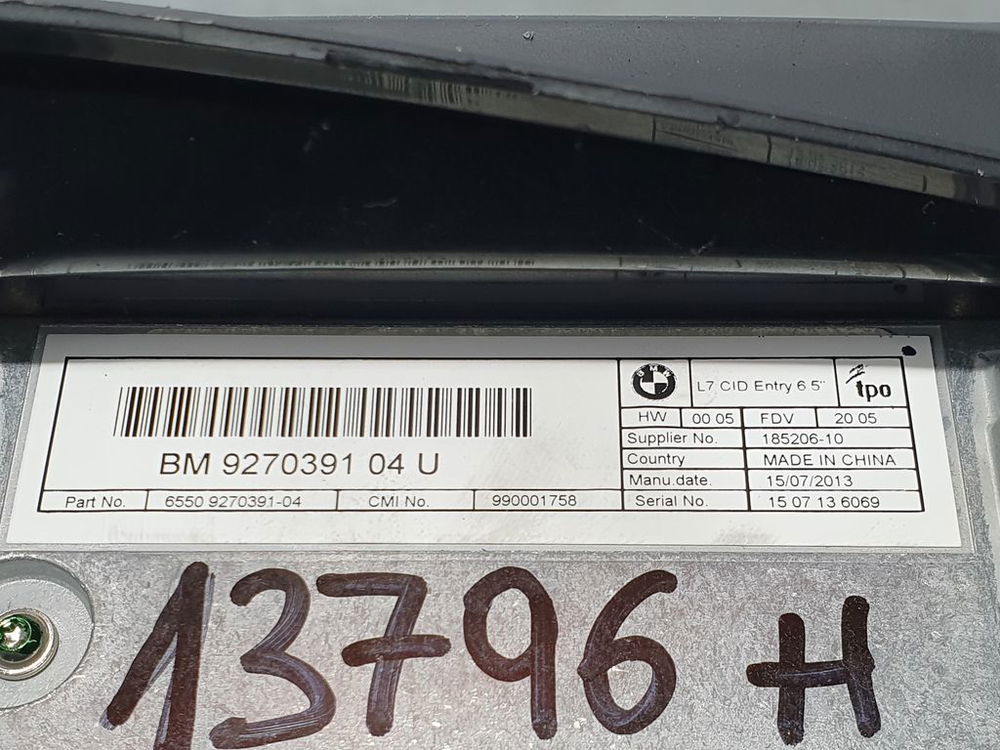 BMW
L7 CID Entry 6.5"
tpo
HW 00 05 FDV 20 05
Supplier No. 185206-10
Country MADE IN CHINA
Manu.date. 15/07/2013
Serial No. 15 07 13 6069
BM 9270391 04 U
Part No. 6550 9270391-04 CMI No. 990001758
13796 H